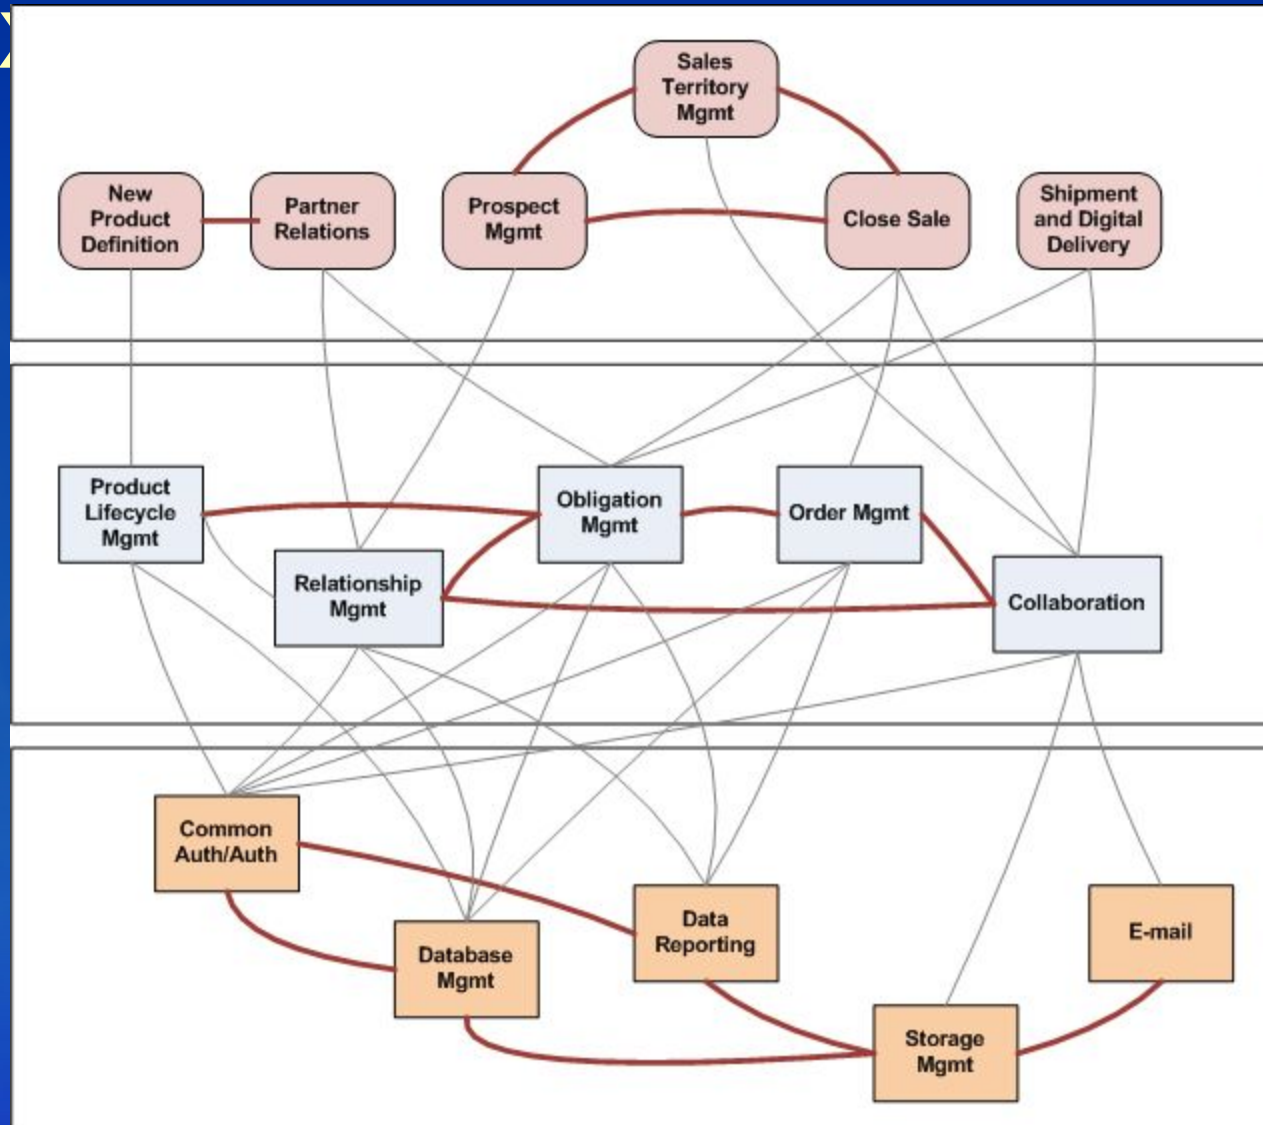 Sales
Territory
Mgmt
New
Product
Definition
Partner
Relations
Prospect
Mgmt
Close Sale
Shipment
and Digital
Delivery
Product
Lifecycle
Mgmt
Obligation
Mgmt
Order Mgmt
Relationship
Mgmt
Collaboration
Common
Auth/Auth
Data
Reporting
E-mail
Database
Mgmt
Storage
Mgmt